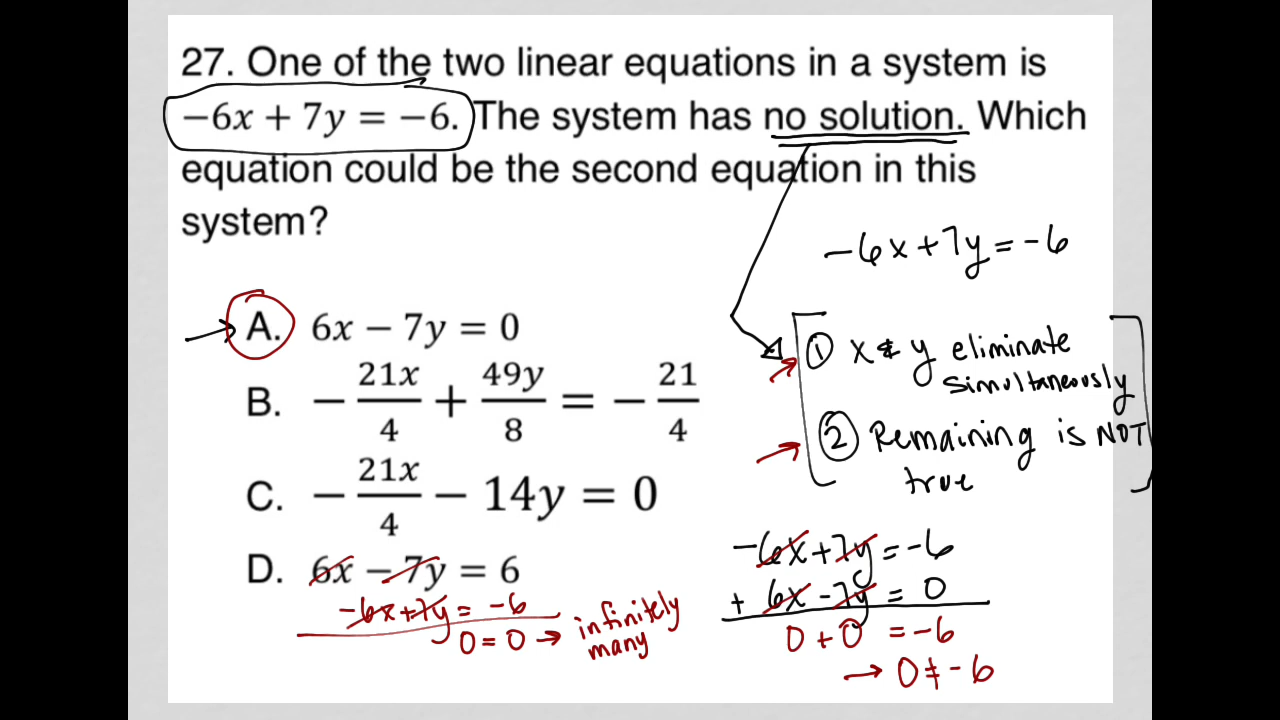 27. One of the two linear equations in a system is
−6x + 7y = −6. The system has no solution. Which
equation could be the second equation in this
system?
-6x+7y=-6
A. 6x − 7y = 0
B. − 21x/4 + 49y/8 = − 21/4
C. − 21x/4 − 14y = 0
D. 6x − 7y = 6
-6x+7y = -6
0 = 0 → infinitely
many
① x & y eliminate
simultaneously
② Remaining is NOT
true
-6x+7y = -6
+ 6x -7y = 0
0 + 0 = -6
→ 0 ≠ -6